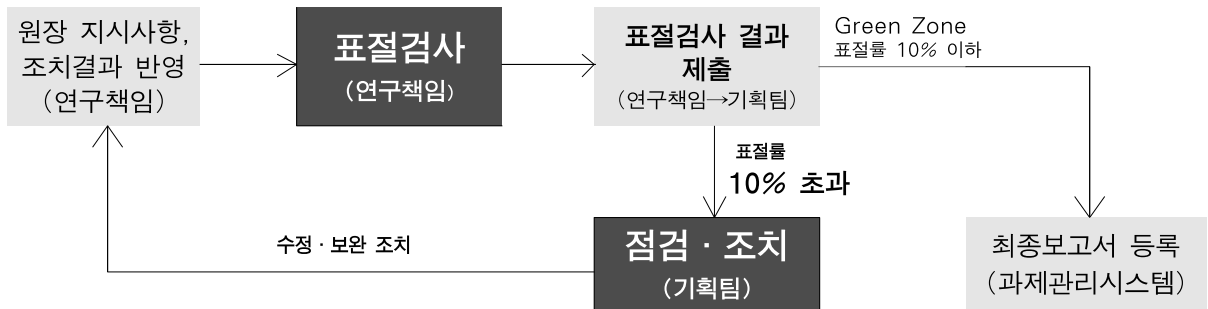 원장 지시사항,
조치결과 반영
(연구책임)
표절검사
(연구책임)
표절검사 결과
제출
(연구책임→기획팀)
Green Zone
표절률 10% 이하
표절률
10% 초과
수정·보완 조치
점검·조치
(기획팀)
최종보고서 등록
(과제관리시스템)